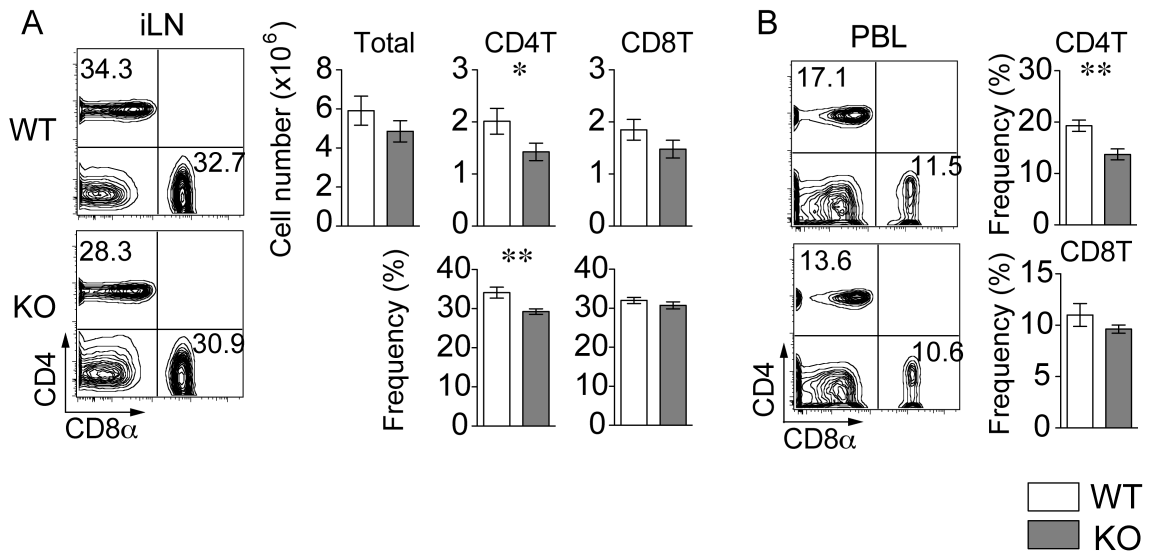 A
iLN
WT
34.3
32.7
KO
28.3
30.9
CD4
CD8α
Cell number (x10⁶)
Total
8
6
4
2
0
CD4T
*
3
2
1
0
CD8T
3
2
1
0
Frequency (%)
**
40
30
20
10
0
40
30
20
10
0
B
PBL
17.1
11.5
13.6
10.6
CD4
CD8α
CD4T
**
Frequency (%)
30
20
10
0
CD8T
Frequency (%)
15
10
5
0
WT
KO